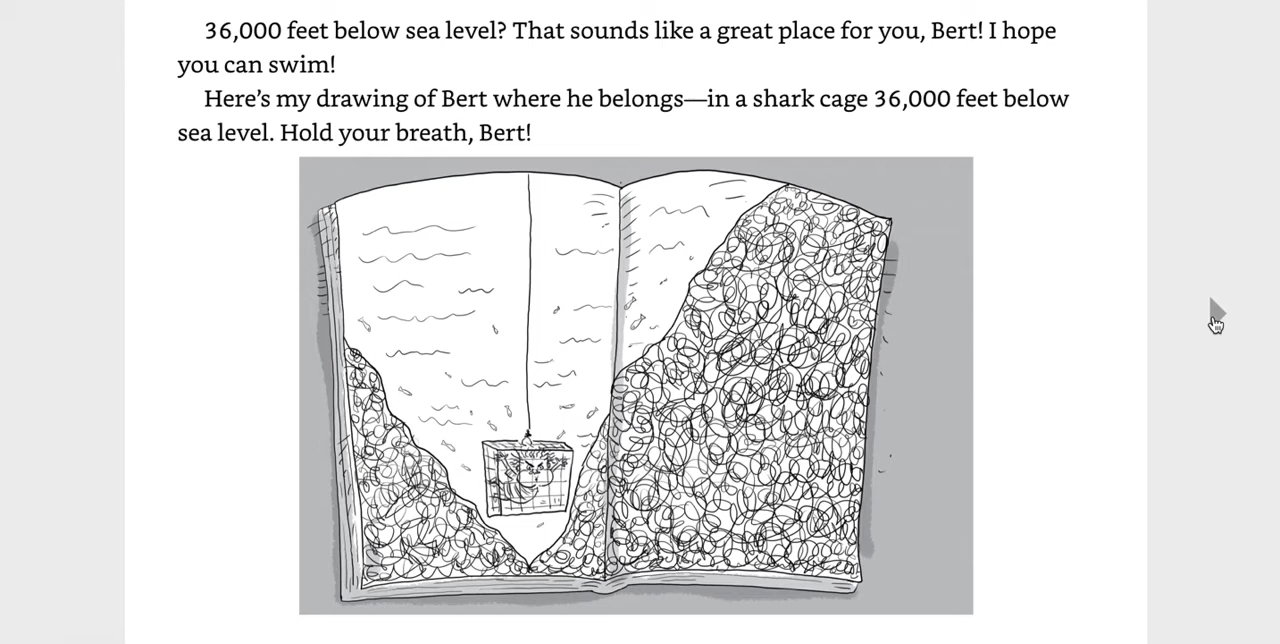 36,000 feet below sea level? That sounds like a great place for you, Bert! I hope
you can swim!
Here’s my drawing of Bert where he belongs—in a shark cage 36,000 feet below
sea level. Hold your breath, Bert!